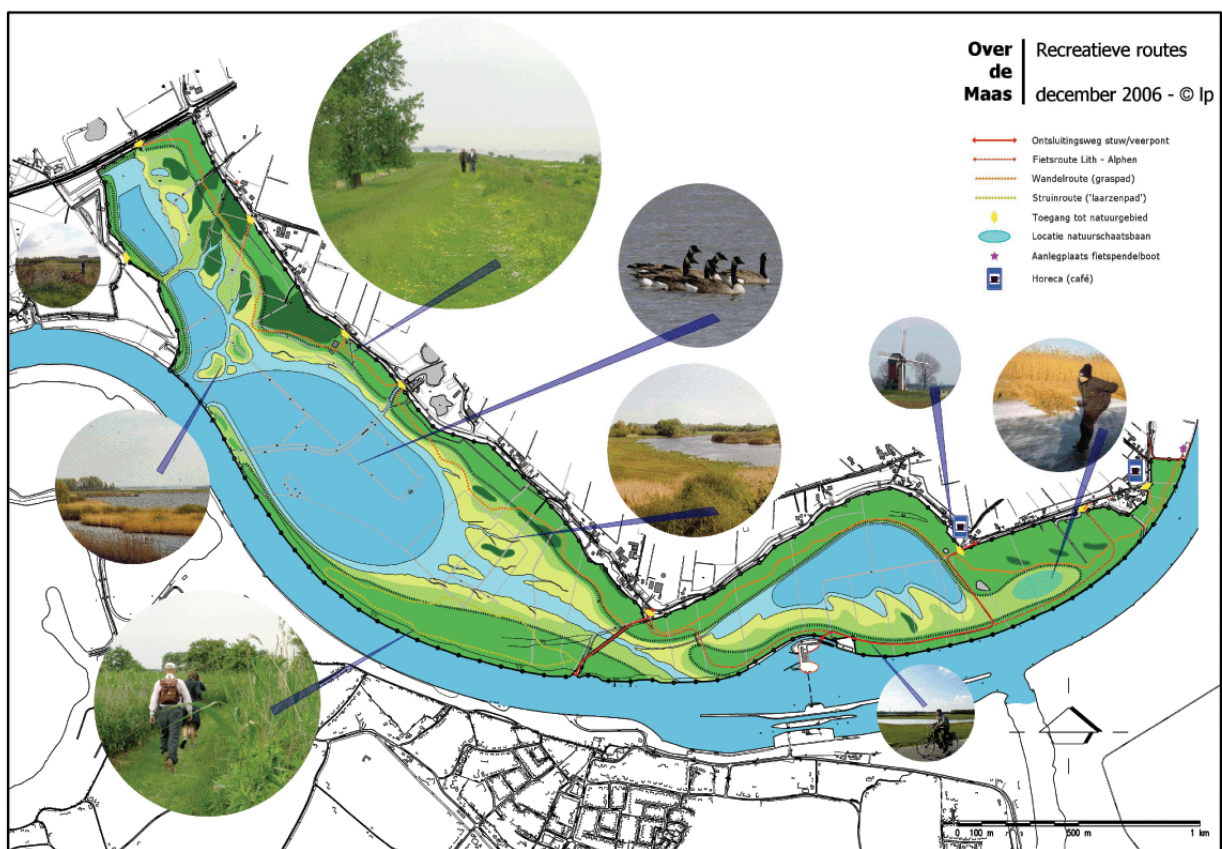 Over
de
Maas
Recreatieve routes
december 2006 - © lp
Ontsluitingsweg stuw/veerpont
Fietsroute Lith - Alphen
Wandelroute (graspad)
Struinroute ('laarzenpad')
Toegang tot natuurgebied
Locatie natuurschaatsbaan
Aanlegplaats fietspendelboot
Horeca (café)
0 100 m 500 m 1 km